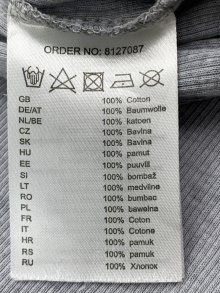 ORDER NO: 8127087
GB 100% Cotton
DE/AT 100% Baumwolle
NL/BE 100% katoen
CZ 100% Bavlna
SK 100% Bavlna
HU 100% pamut
EE 100% puuvill
SI 100% bombaž
LT 100% medvilnė
RO 100% bumbac
PL 100% bawełna
FR 100% Coton
IT 100% Cotone
HR 100% pamuk
RS 100% pamuk
RU 100% Хлопок